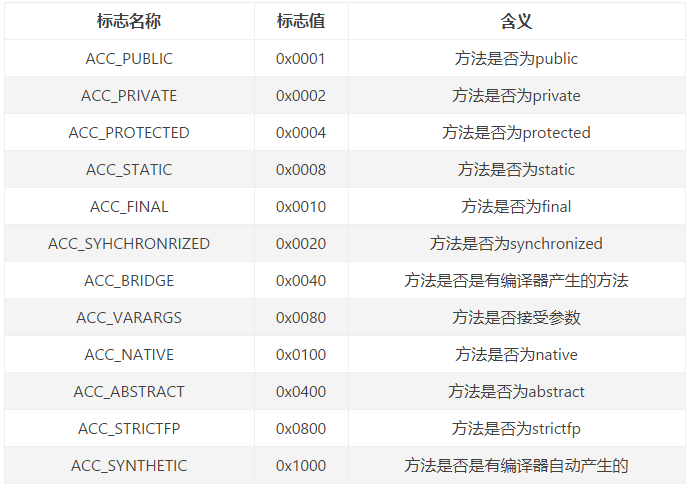 标志名称 标志值 含义
ACC_PUBLIC 0x0001 方法是否为public
ACC_PRIVATE 0x0002 方法是否为private
ACC_PROTECTED 0x0004 方法是否为protected
ACC_STATIC 0x0008 方法是否为static
ACC_FINAL 0x0010 方法是否为final
ACC_SYHCHRONRIZED 0x0020 方法是否为synchronized
ACC_BRIDGE 0x0040 方法是否是有编译器产生的方法
ACC_VARARGS 0x0080 方法是否接受参数
ACC_NATIVE 0x0100 方法是否为native
ACC_ABSTRACT 0x0400 方法是否为abstract
ACC_STRICTFP 0x0800 方法是否为strictfp
ACC_SYNTHETIC 0x1000 方法是否是有编译器自动产生的